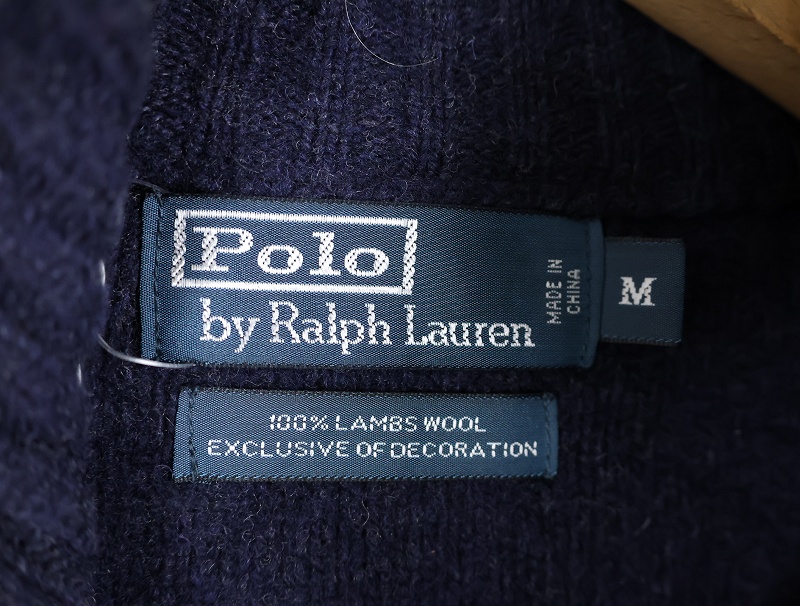 Polo
by Ralph Lauren
MADE IN
CHINA
M
100% LAMBS WOOL
EXCLUSIVE OF DECORATION